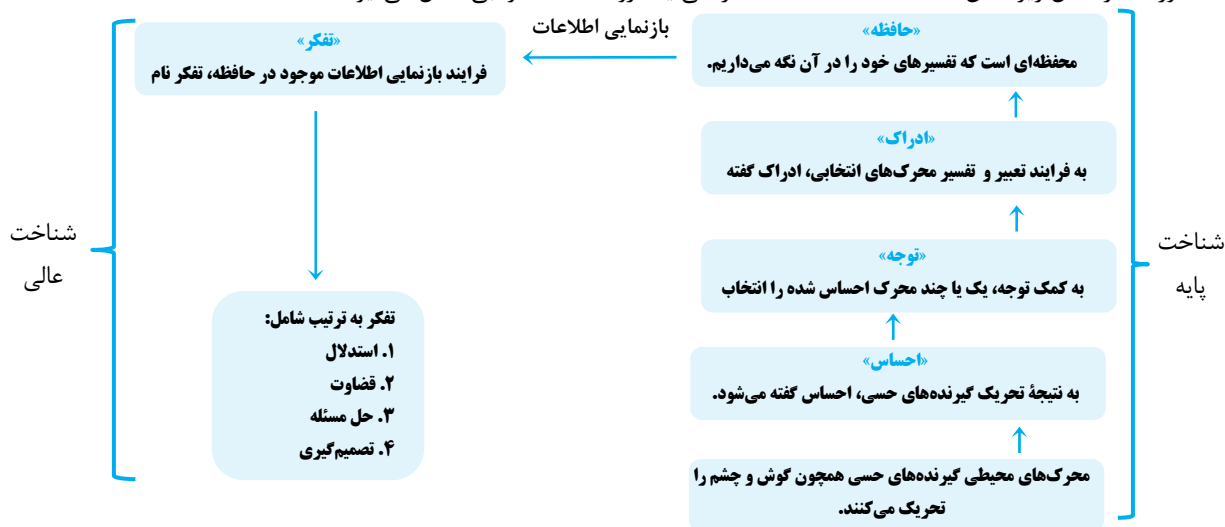 «حافظه»
محفظه‌ای است که تفسیرهای خود را در آن نگه می‌داریم.
بازنمایی اطلاعات
«تفکر»
فرایند بازنمایی اطلاعات موجود در حافظه، تفکر نام
«ادراک»
به فرایند تعبیر و تفسیر محرک‌های انتخابی، ادراک گفته
شناخت
پایه
شناخت
عالی
«توجه»
به کمک توجه، یک یا چند محرک احساس شده را انتخاب
«احساس»
به نتیجهٔ تحریک گیرنده‌های حسی، احساس گفته می‌شود.
محرک‌های محیطی گیرنده‌های حسی همچون گوش و چشم را
تحریک می‌کنند.
تفکر به ترتیب شامل:
۱. استدلال
۲. قضاوت
۳. حل مسئله
۴. تصمیم‌گیری